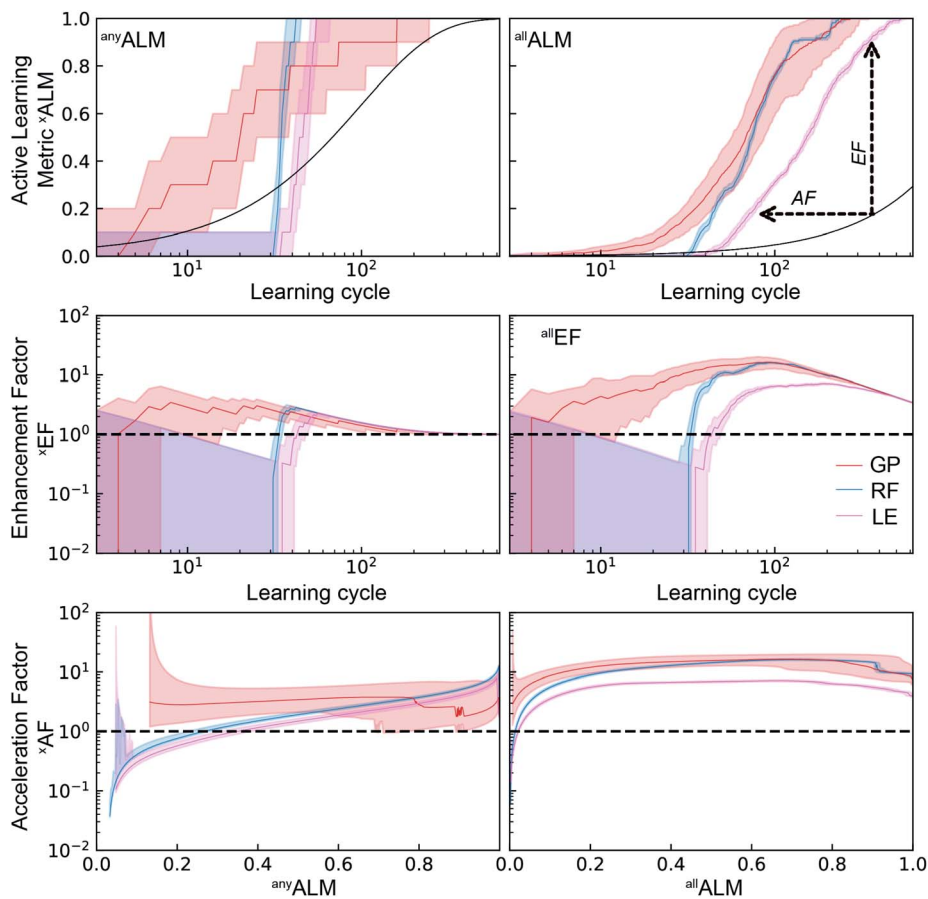 1.0
0.8
0.6
0.4
0.2
0.0
Active Learning
Metric ˣALM
ᵃⁿʸALM
10¹
10²
Learning cycle
ᵃˡˡALM
EF
AF
10¹
10²
Learning cycle
10²
10¹
10⁰
10⁻¹
10⁻²
Enhancement Factor
ˣEF
10¹
10²
Learning cycle
ᵃˡˡEF
GP
RF
LE
10¹
10²
Learning cycle
10²
10¹
10⁰
10⁻¹
10⁻²
Acceleration Factor
ˣAF
0.0
0.2
0.4
0.6
0.8
ᵃⁿʸALM
0.0
0.2
0.4
0.6
0.8
1.0
ᵃˡˡALM